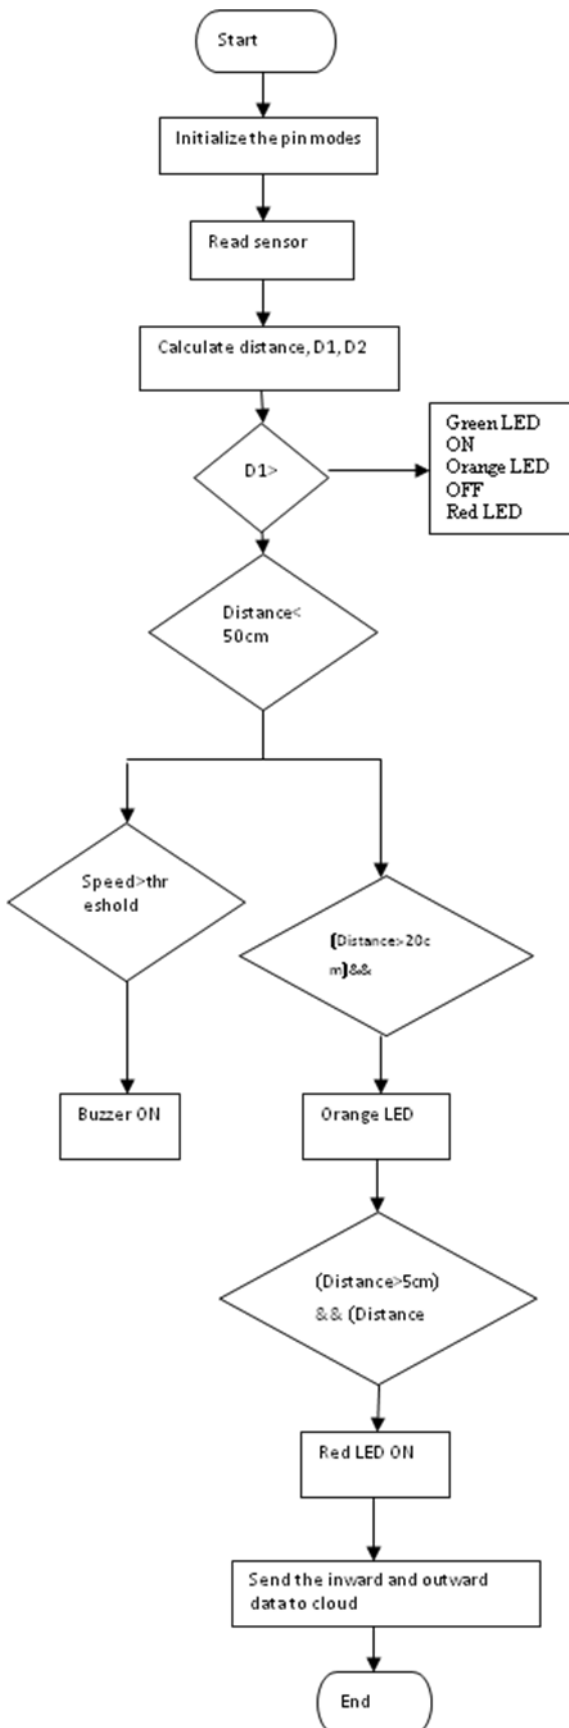 Start
Initialize the pin modes
Read sensor
Calculate distance, D1, D2
D1>
Green LED
ON
Orange LED
OFF
Red LED
Distance<
50cm
Speed>thr
eshold
(Distance>20c
m)&&
Buzzer ON
Orange LED
(Distance>5cm)
&& (Distance
Red LED ON
Send the inward and outward
data to cloud
End